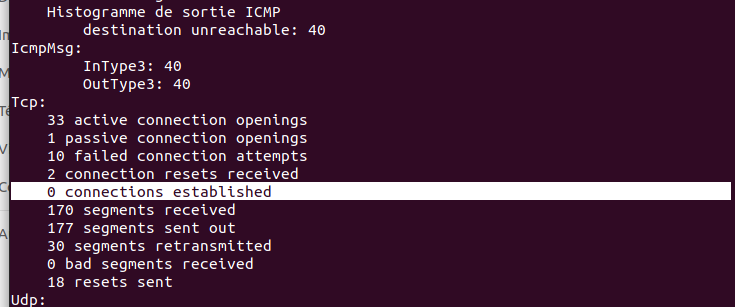 Histogramme de sortie ICMP
destination unreachable: 40
IcmpMsg:
InType3: 40
OutType3: 40
Tcp:
33 active connection openings
1 passive connection openings
10 failed connection attempts
2 connection resets received
0 connections established
170 segments received
177 segments sent out
30 segments retransmitted
0 bad segments received
18 resets sent
Udp: